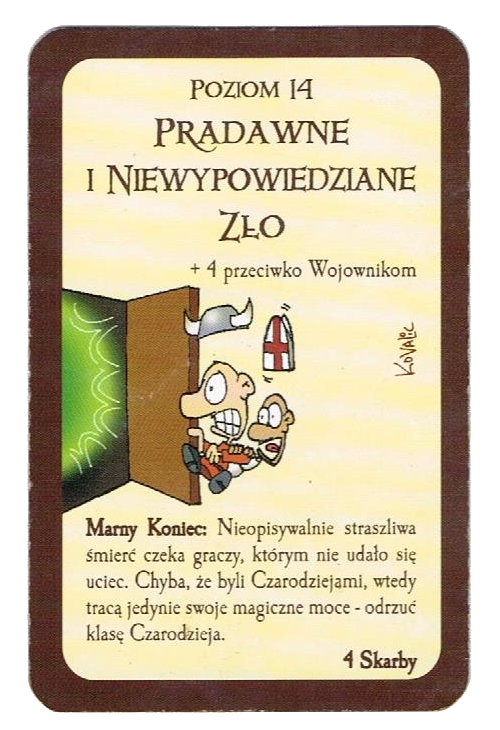 Poziom 14
Pradawne
i Niewypowiedziane
Zło
+ 4 przeciwko Wojownikom
Kovalic
Marny Koniec: Nieopisywalnie straszliwa
śmierć czeka graczy, którym nie udało się
uciec. Chyba, że byli Czarodziejami, wtedy
tracą jedynie swoje magiczne moce - odrzuć
klasę Czarodzieja.
4 Skarby